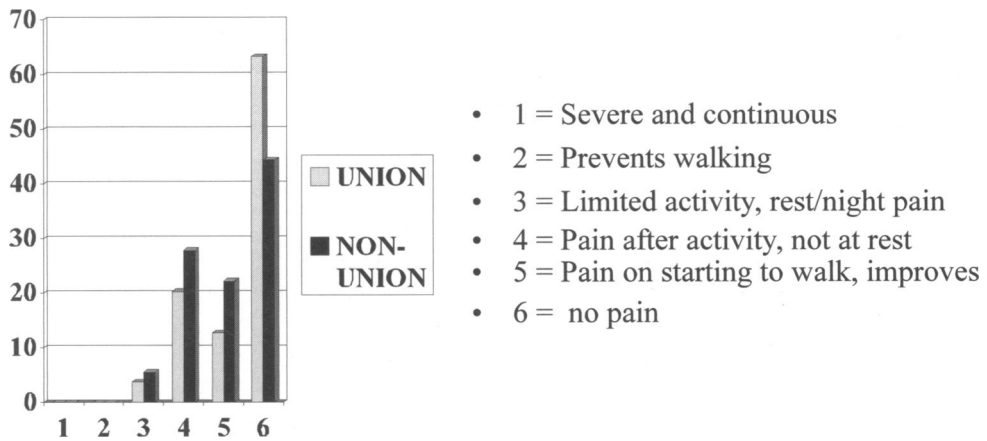 70
60
50
40
30
20
10
0
1 2 3 4 5 6
UNION
NON-
UNION
• 1 = Severe and continuous
• 2 = Prevents walking
• 3 = Limited activity, rest/night pain
• 4 = Pain after activity, not at rest
• 5 = Pain on starting to walk, improves
• 6 = no pain